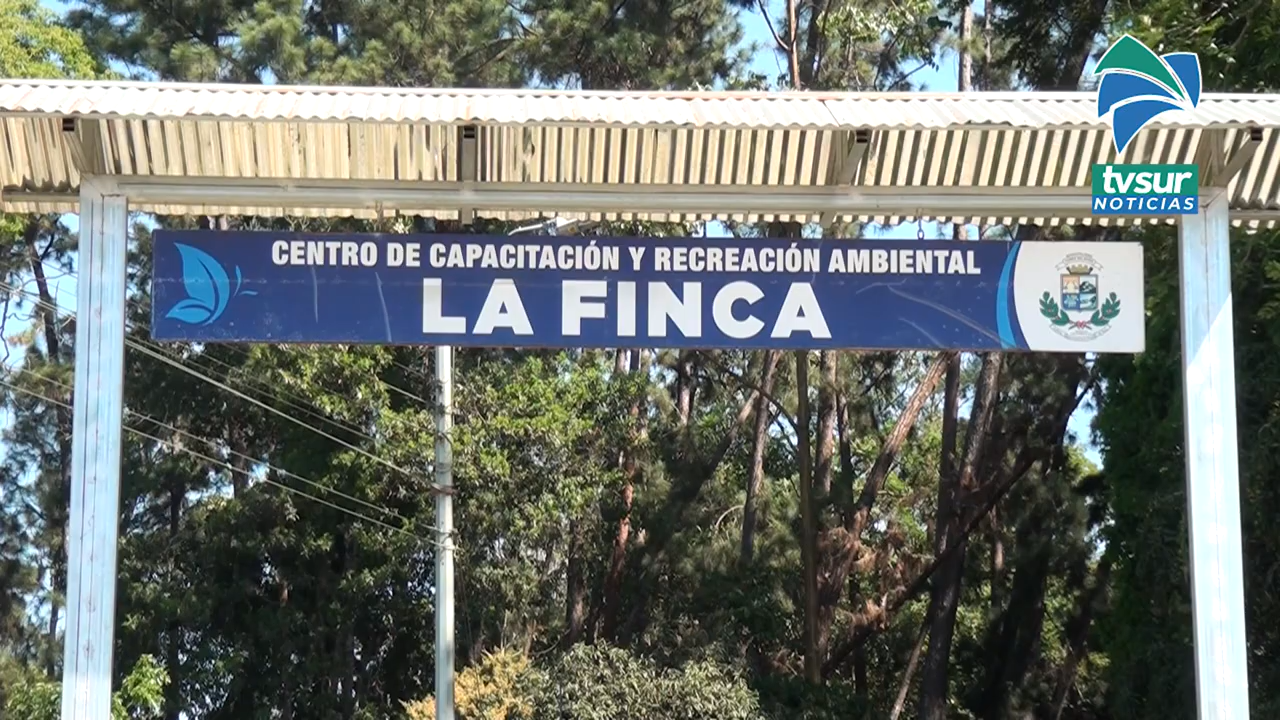 tvsur
NOTICIAS
CENTRO DE CAPACITACIÓN Y RECREACIÓN AMBIENTAL
LA FINCA